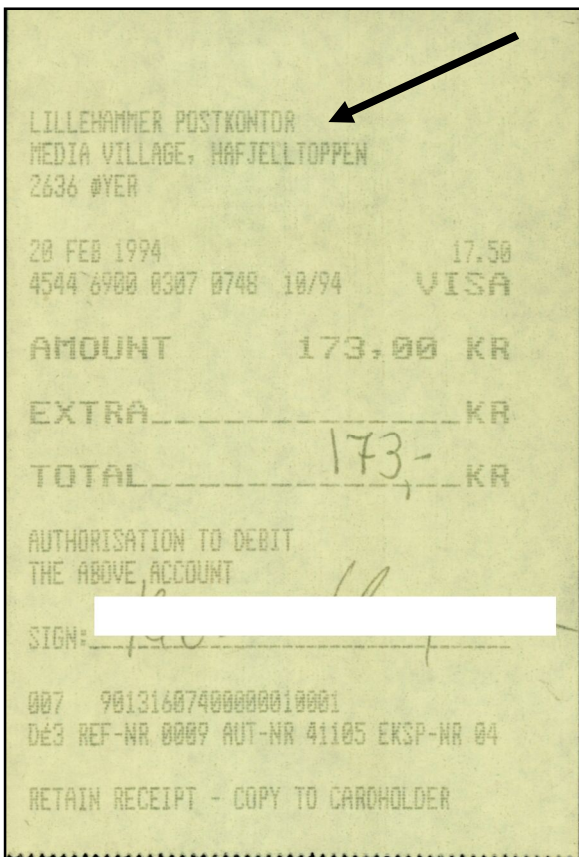 LILLEHAMMER POSTKONTOR
MEDIA VILLAGE, HAFJELLTOPPEN
2636 ØYER
20 FEB 1994 17.50
4544 6900 0307 0748 10/94 VISA
AMOUNT 173,00 KR
EXTRA______________KR
TOTAL 173,- KR
AUTHORISATION TO DEBIT
THE ABOVE ACCOUNT
SIGN:
007 90131607400000010001
DÉ3 REF-NR 0009 AUT-NR 41105 EKSP-NR 04
RETAIN RECEIPT - COPY TO CARDHOLDER